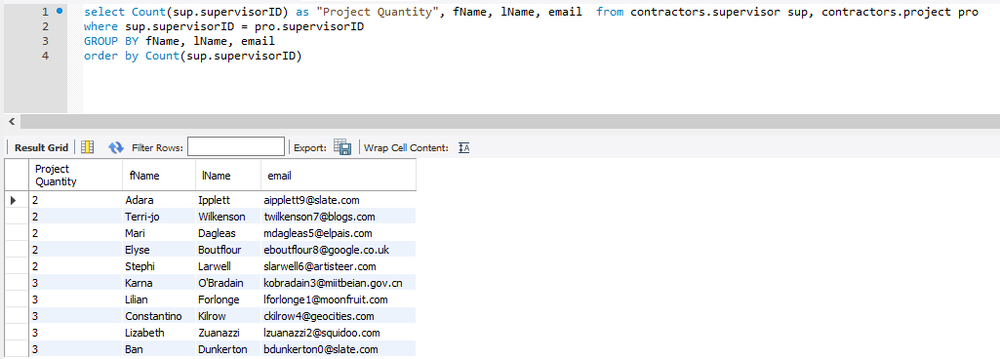 1 select Count(sup.supervisorID) as "Project Quantity", fName, lName, email  from contractors.supervisor sup, contractors.project pro
2 where sup.supervisorID = pro.supervisorID
3 GROUP BY fName, lName, email
4 order by Count(sup.supervisorID)
Result Grid Filter Rows: Export: Wrap Cell Content:
Project Quantity fName lName email
2 Adara Ipplett aipplett9@slate.com
2 Terri-jo Wilkenson twilkenson7@blogs.com
2 Mari Dagleas mdagleas5@elpais.com
2 Elyse Boutflour eboutflour8@google.co.uk
2 Stephi Larwell slarwell6@artisteer.com
3 Karna O'Bradain kobradain3@miitbeian.gov.cn
3 Lilian Forlonge lforlonge1@moonfruit.com
3 Constantino Kilrow ckilrow4@geocities.com
3 Lizabeth Zuanazzi lzuanazzi2@squidoo.com
3 Ban Dunkerton bdunkerton0@slate.com